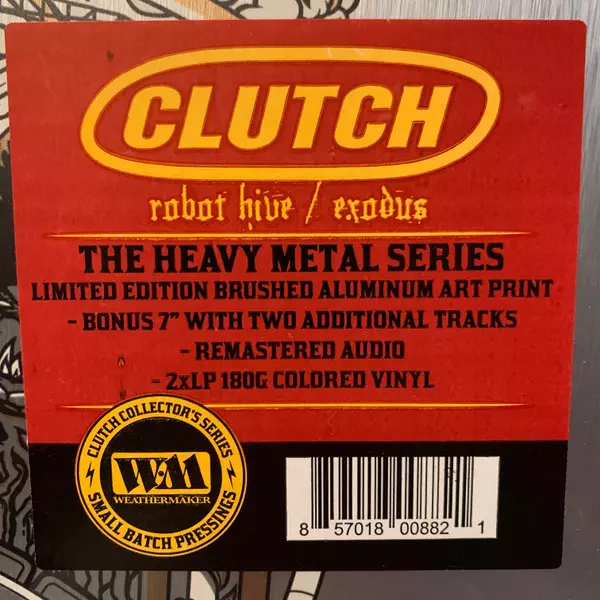 CLUTCH
robot hive / exodus
THE HEAVY METAL SERIES
LIMITED EDITION BRUSHED ALUMINUM ART PRINT
- BONUS 7” WITH TWO ADDITIONAL TRACKS
- REMASTERED AUDIO
- 2xLP 180G COLORED VINYL
CLUTCH COLLECTOR'S SERIES
WM
WEATHERMAKER
SMALL BATCH PRESSINGS
8 57018 00882 1